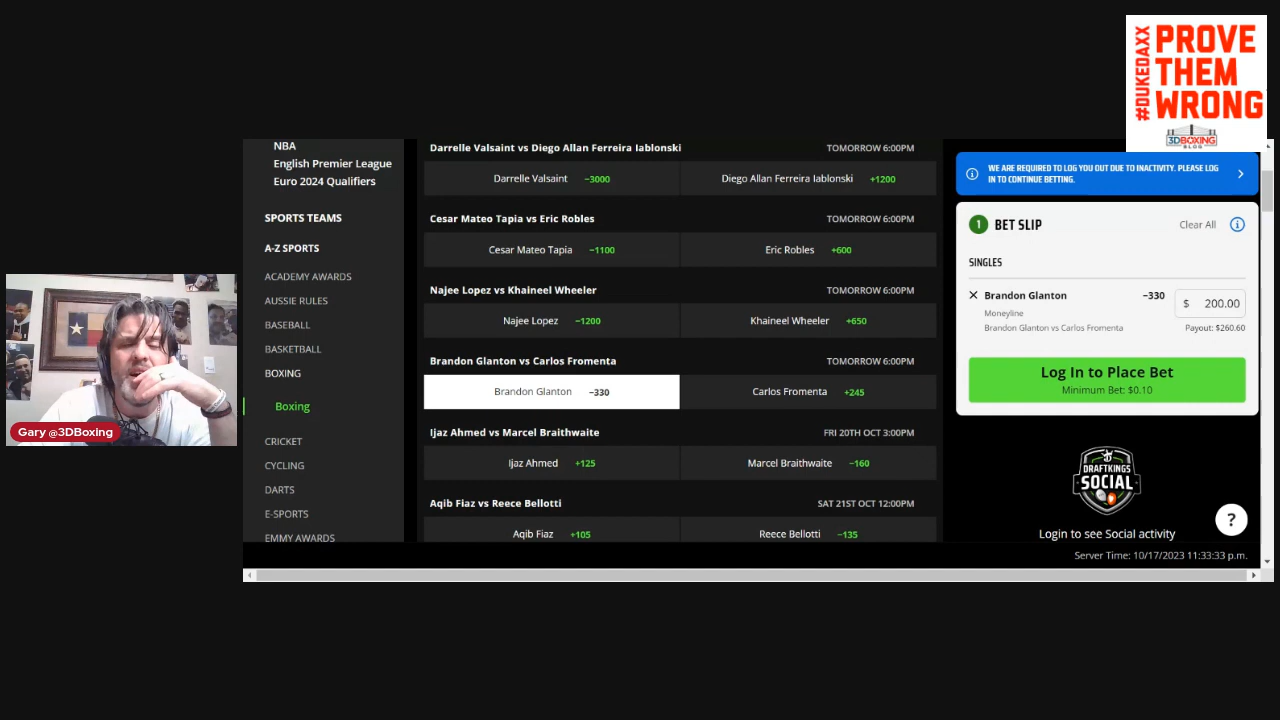 #DUKEDAXX
PROVE
THEM
WRONG
3DBOXING
BLOG
NBA
English Premier League
Euro 2024 Qualifiers
SPORTS TEAMS
A-Z SPORTS
ACADEMY AWARDS
AUSSIE RULES
BASEBALL
BASKETBALL
BOXING
Boxing
CRICKET
CYCLING
DARTS
E-SPORTS
EMMY AWARDS
Darrelle Valsaint vs Diego Allan Ferreira Iablonski TOMORROW 6:00PM
Darrelle Valsaint −3000 Diego Allan Ferreira Iablonski +1200
Cesar Mateo Tapia vs Eric Robles TOMORROW 6:00PM
Cesar Mateo Tapia −1100 Eric Robles +600
Najee Lopez vs Khaineel Wheeler TOMORROW 6:00PM
Najee Lopez −1200 Khaineel Wheeler +650
Brandon Glanton vs Carlos Fromenta TOMORROW 6:00PM
Brandon Glanton −330 Carlos Fromenta +245
Ijaz Ahmed vs Marcel Braithwaite FRI 20TH OCT 3:00PM
Ijaz Ahmed +125 Marcel Braithwaite −160
Aqib Fiaz vs Reece Bellotti SAT 21ST OCT 12:00PM
Aqib Fiaz +105 Reece Bellotti −135
WE ARE REQUIRED TO LOG YOU OUT DUE TO INACTIVITY. PLEASE LOG
IN TO CONTINUE BETTING.
1 BET SLIP Clear All
SINGLES
Brandon Glanton −330 $ 200.00
Moneyline
Brandon Glanton vs Carlos Fromenta Payout: $260.60
Log In to Place Bet
Minimum Bet: $0.10
DRAFTKINGS
SOCIAL
?
Login to see Social activity
Server Time: 10/17/2023 11:33:33 p.m.
Gary @3DBoxing